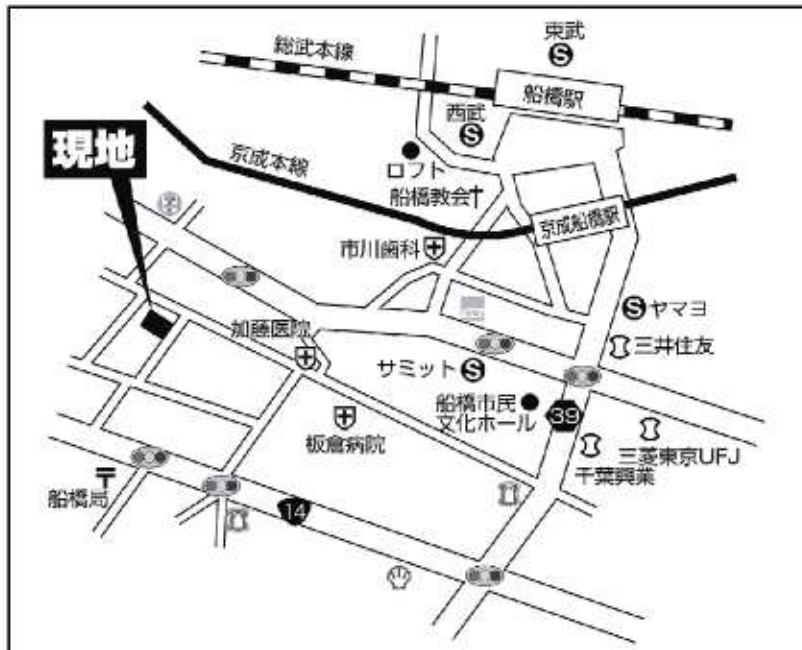 東武
S
総武本線
船橋駅
西武
S
現地
京成本線
ロフト
船橋教会
京成船橋駅
市川歯科
S ヤマヨ
加藤医院
三井住友
サミット S
船橋市民
文化ホール
39
板倉病院
三菱東京UFJ
千葉興業
船橋局
14